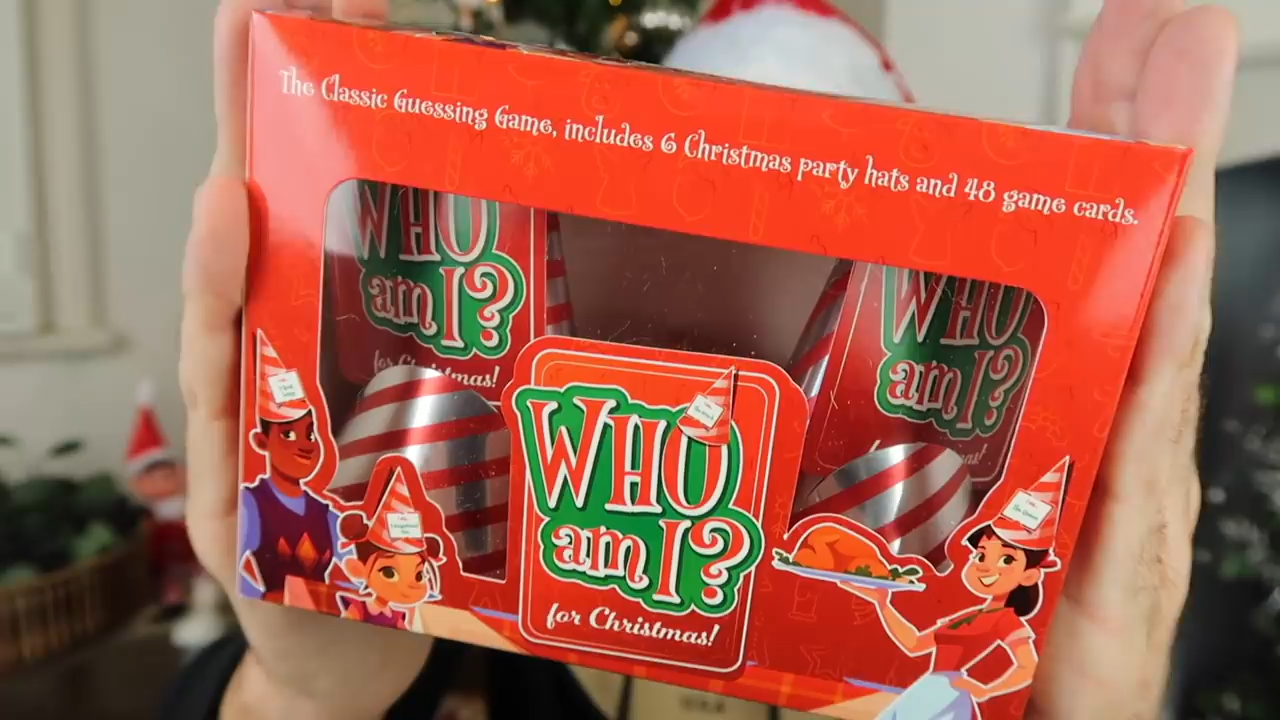 The Classic Guessing Game, includes 6 Christmas party hats and 48 game cards.
WHO
am I?
for Christmas!
WHO
am I?
WHO
am I?
for Christmas!